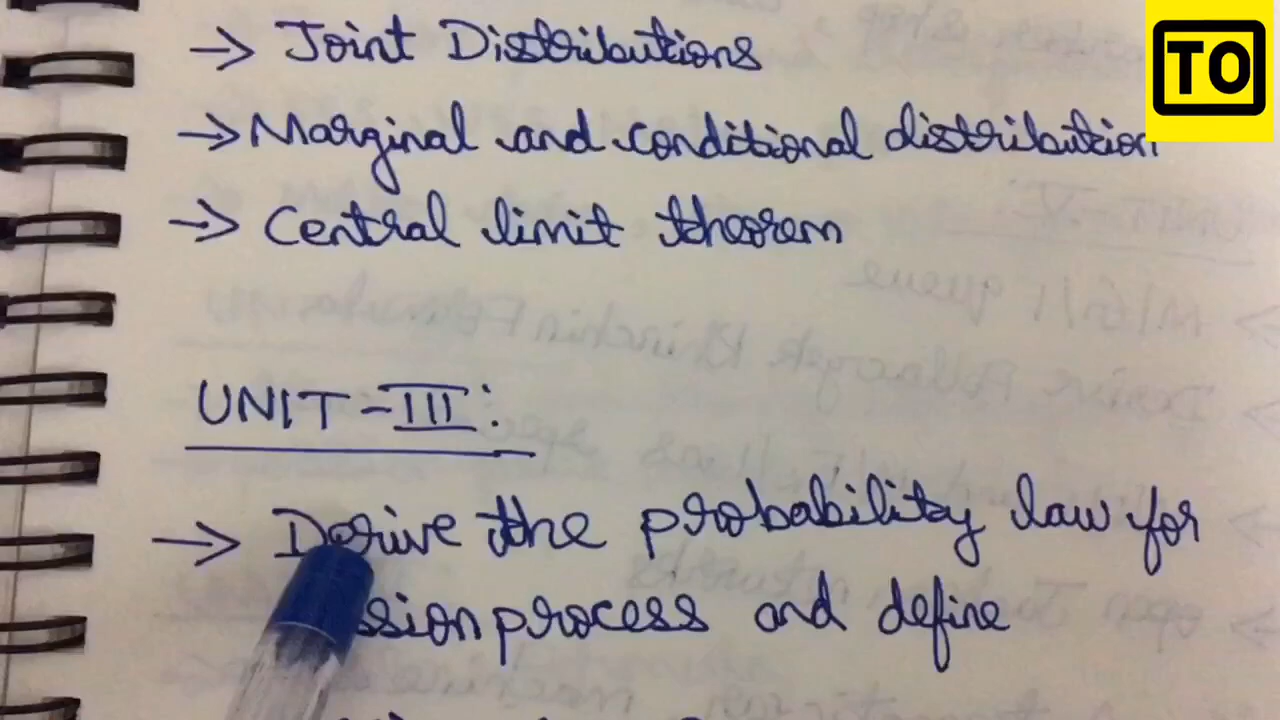 TO
→ Joint Distributions
→ Marginal and conditional distribution
→ Central limit theorem
UNIT-III:
→ Derive the probability law for
ssion process and define